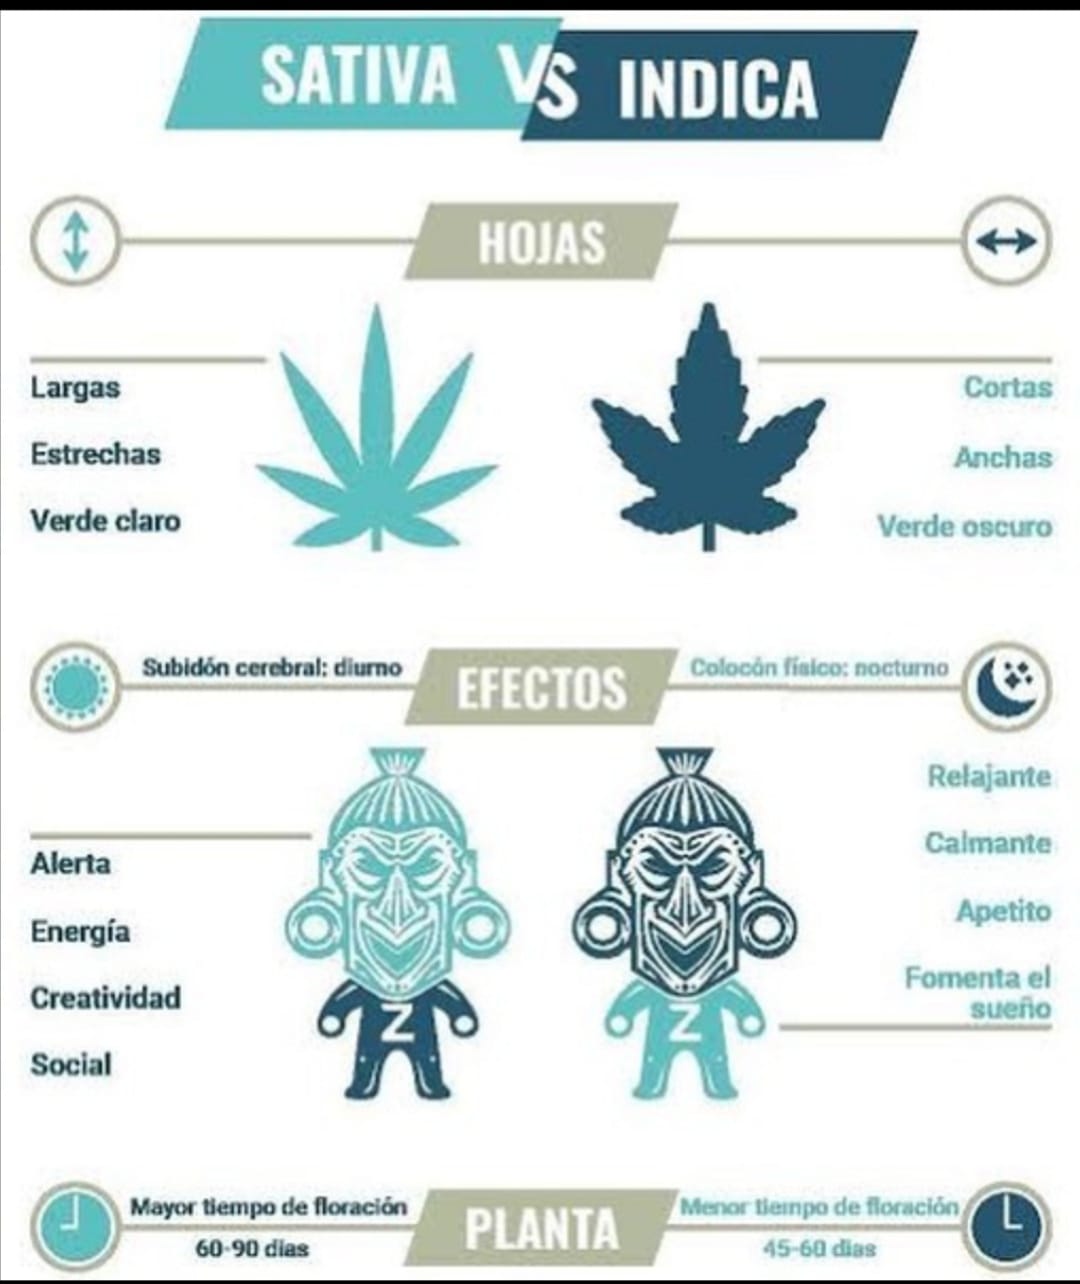 SATIVA VS INDICA
HOJAS
Largas
Estrechas
Verde claro
Cortas
Anchas
Verde oscuro
Subidón cerebral: diurno
EFECTOS
Colocón físico: nocturno
Alerta
Energía
Creatividad
Social
Z
Z
Relajante
Calmante
Apetito
Fomenta el
sueño
Mayor tiempo de floración
60-90 dias
PLANTA
Menor tiempo de floración
45-60 dias